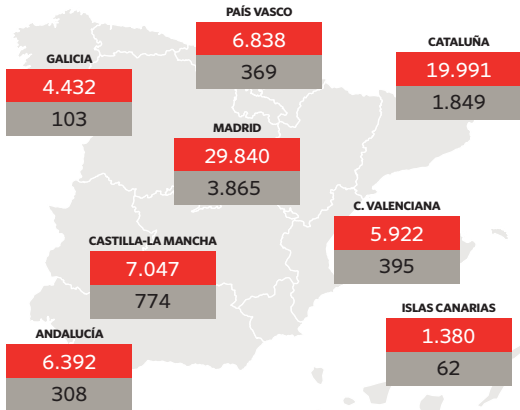 PAÍS VASCO
6.838
369
CATALUÑA
19.991
1.849
GALICIA
4.432
103
MADRID
29.840
3.865
C. VALENCIANA
5.922
395
CASTILLA-LA MANCHA
7.047
774
ISLAS CANARIAS
1.380
62
ANDALUCÍA
6.392
308